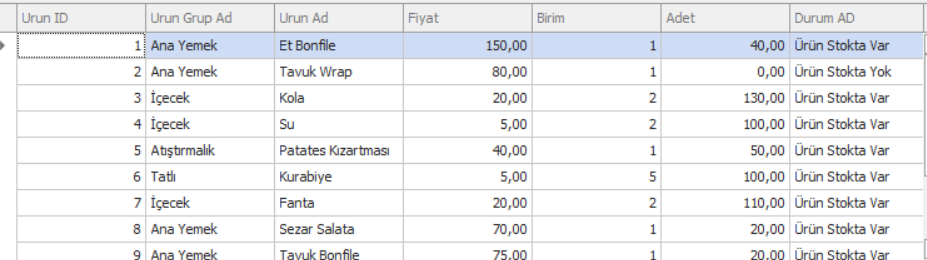 Urun ID Urun Grup Ad Urun Ad Fiyat Birim Adet Durum AD
1 Ana Yemek Et Bonfile 150,00 1 40,00 Ürün Stokta Var
2 Ana Yemek Tavuk Wrap 80,00 1 0,00 Ürün Stokta Yok
3 İçecek Kola 20,00 2 130,00 Ürün Stokta Var
4 İçecek Su 5,00 2 100,00 Ürün Stokta Var
5 Atıştırmalık Patates Kızartması 40,00 1 50,00 Ürün Stokta Var
6 Tatlı Kurabiye 5,00 5 100,00 Ürün Stokta Var
7 İçecek Fanta 20,00 2 110,00 Ürün Stokta Var
8 Ana Yemek Sezar Salata 70,00 1 20,00 Ürün Stokta Var
9 Ana Yemek Tavuk Bonfile 75,00 1 20,00 Ürün Stokta Var